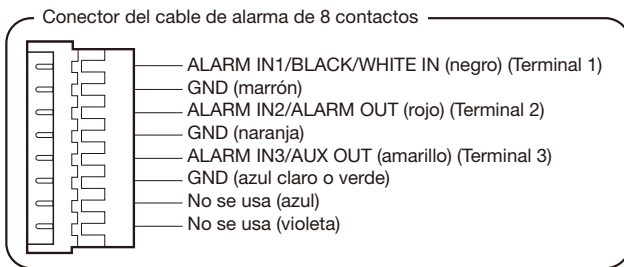 Conector del cable de alarma de 8 contactos
ALARM IN1/BLACK/WHITE IN (negro) (Terminal 1)
GND (marrón)
ALARM IN2/ALARM OUT (rojo) (Terminal 2)
GND (naranja)
ALARM IN3/AUX OUT (amarillo) (Terminal 3)
GND (azul claro o verde)
No se usa (azul)
No se usa (violeta)